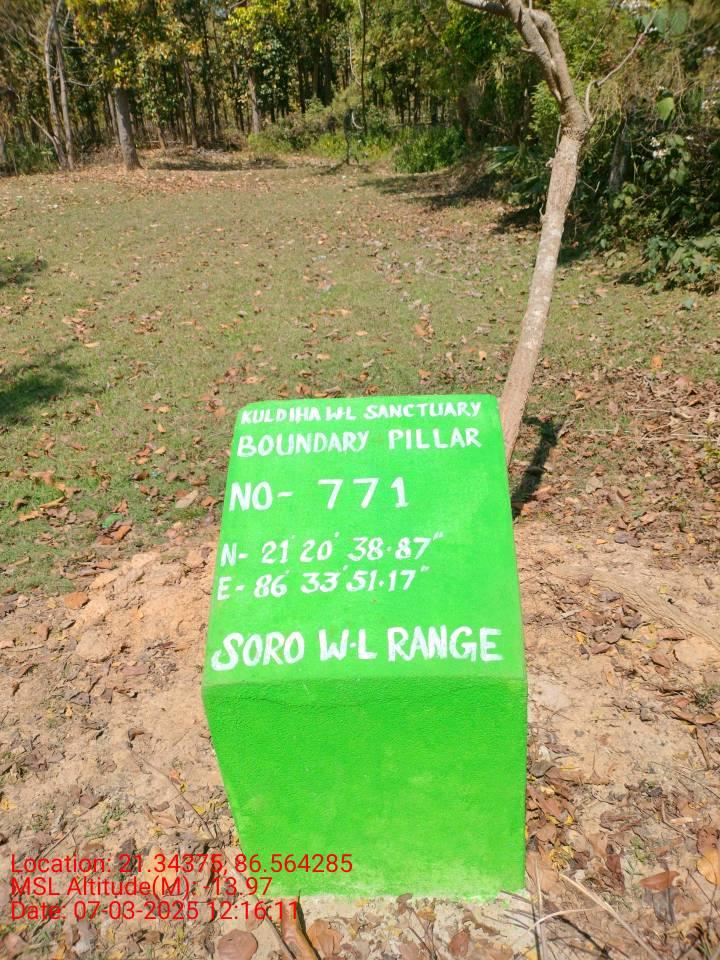 KULDIHA W.L SANCTUARY
BOUNDARY PILLAR
NO- 771
N- 21° 20' 38.87"
E- 86° 33' 51.17"
SORO W.L RANGE
Location: 21.34375, 86.564285
MSL Altitude(M): -13.97
Date: 07-03-2025 12:16:11